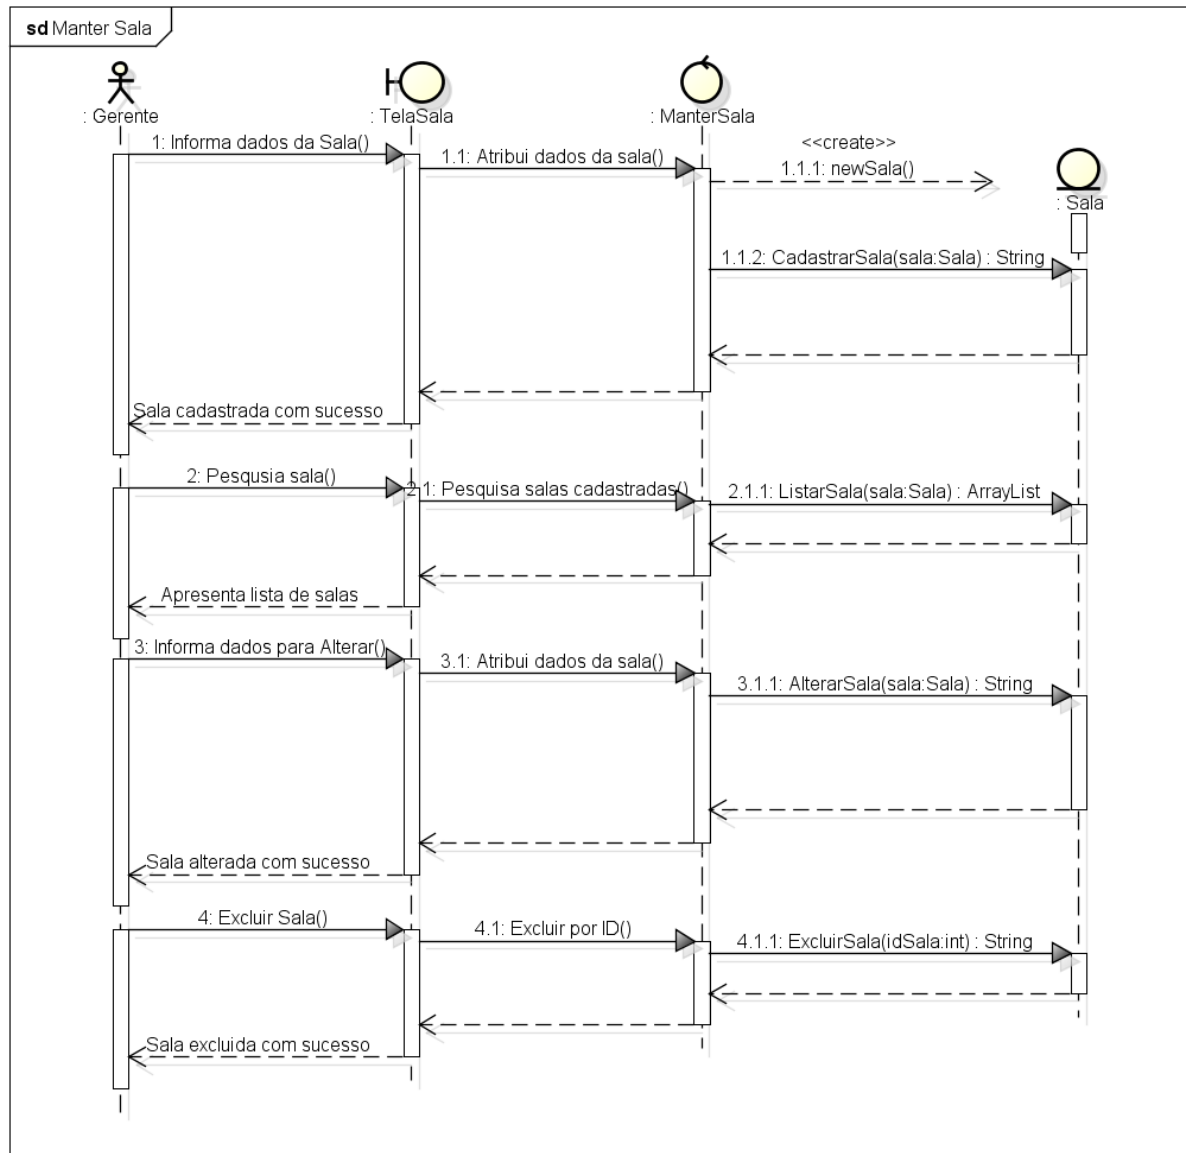 sd Manter Sala
: Gerente
: TelaSala
: ManterSala
: Sala
1: Informa dados da Sala()
1.1: Atribui dados da sala()
<<create>>
1.1.1: newSala()
1.1.2: CadastrarSala(sala:Sala) : String
Sala cadastrada com sucesso
2: Pesqusia sala()
2.1: Pesquisa salas cadastradas()
2.1.1: ListarSala(sala:Sala) : ArrayList
Apresenta lista de salas
3: Informa dados para Alterar()
3.1: Atribui dados da sala()
3.1.1: AlterarSala(sala:Sala) : String
Sala alterada com sucesso
4: Excluir Sala()
4.1: Excluir por ID()
4.1.1: ExcluirSala(idSala:int) : String
Sala excluida com sucesso